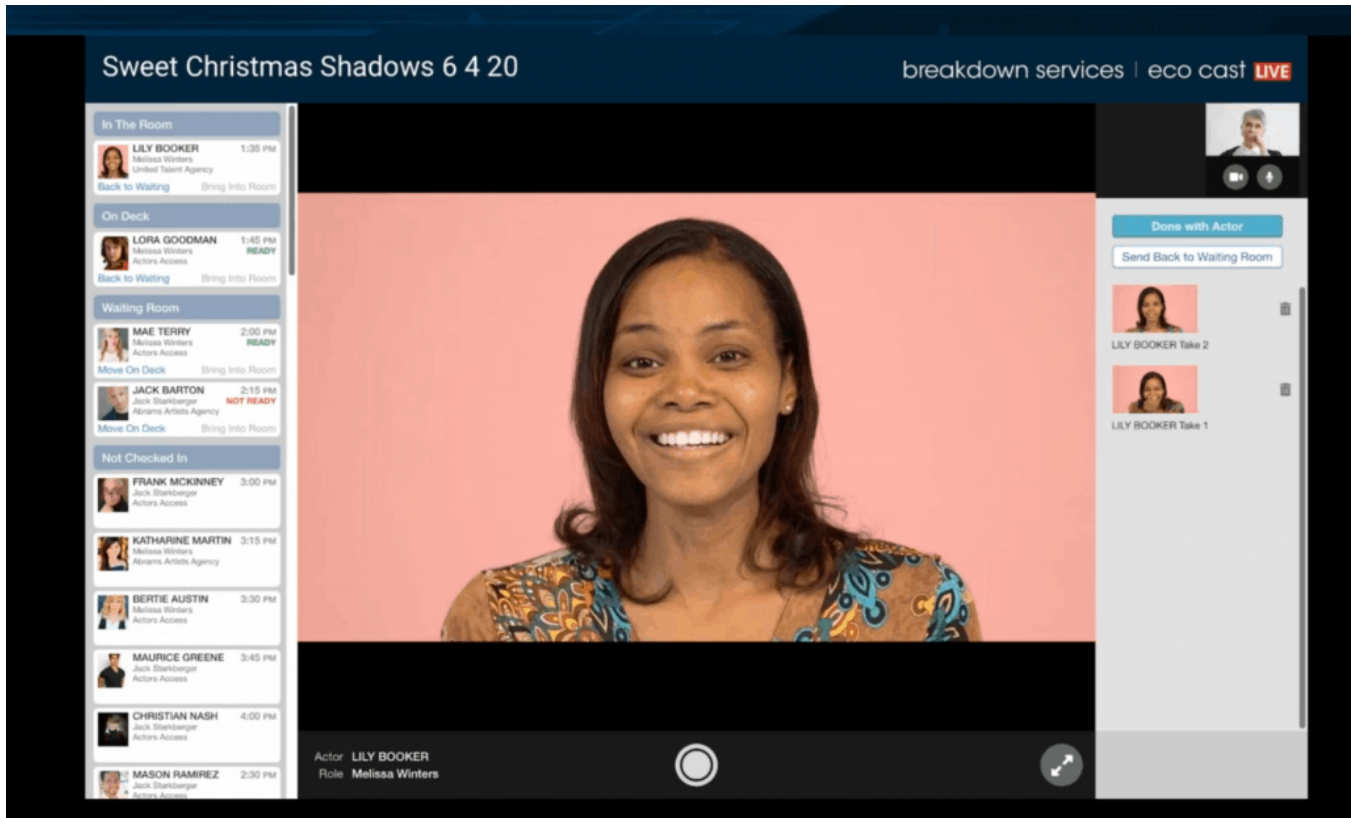 Sweet Christmas Shadows 6 4 20
breakdown services | eco cast LIVE
In The Room
LILY BOOKER 1:35 PM
Melissa Winters
United Talent Agency
Back to Waiting Bring Into Room
On Deck
LORA GOODMAN 1:45 PM
Melissa Winters READY
Actors Access
Back to Waiting Bring Into Room
Waiting Room
MAE TERRY 2:00 PM
Melissa Winters READY
Actors Access
Move On Deck Bring Into Room
JACK BARTON 2:15 PM
Jack Starkberger NOT READY
Abrams Artists Agency
Move On Deck Bring Into Room
Not Checked In
FRANK MCKINNEY 3:00 PM
Jack Starkberger
Actors Access
KATHARINE MARTIN 3:15 PM
Melissa Winters
Abrams Artists Agency
BERTIE AUSTIN 3:30 PM
Melissa Winters
Actors Access
MAURICE GREENE 3:45 PM
Jack Starkberger
Actors Access
CHRISTIAN NASH 4:00 PM
Jack Starkberger
Actors Access
MASON RAMIREZ 2:30 PM
Jack Starkberger
Actors Access
Actor LILY BOOKER
Role Melissa Winters
Done with Actor
Send Back to Waiting Room
LILY BOOKER Take 2
LILY BOOKER Take 1